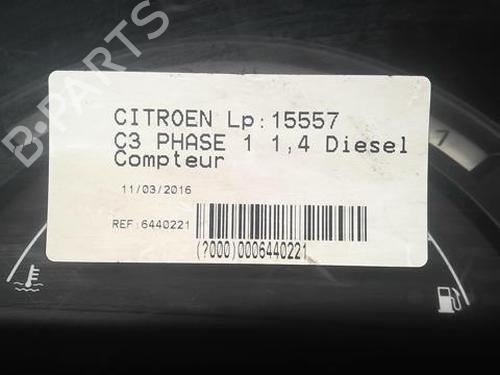 B-PARTS
CITROEN Lp:15557
C3 PHASE 1 1,4 Diesel
Compteur
11/03/2016
REF:6440221
(?000)0006440221